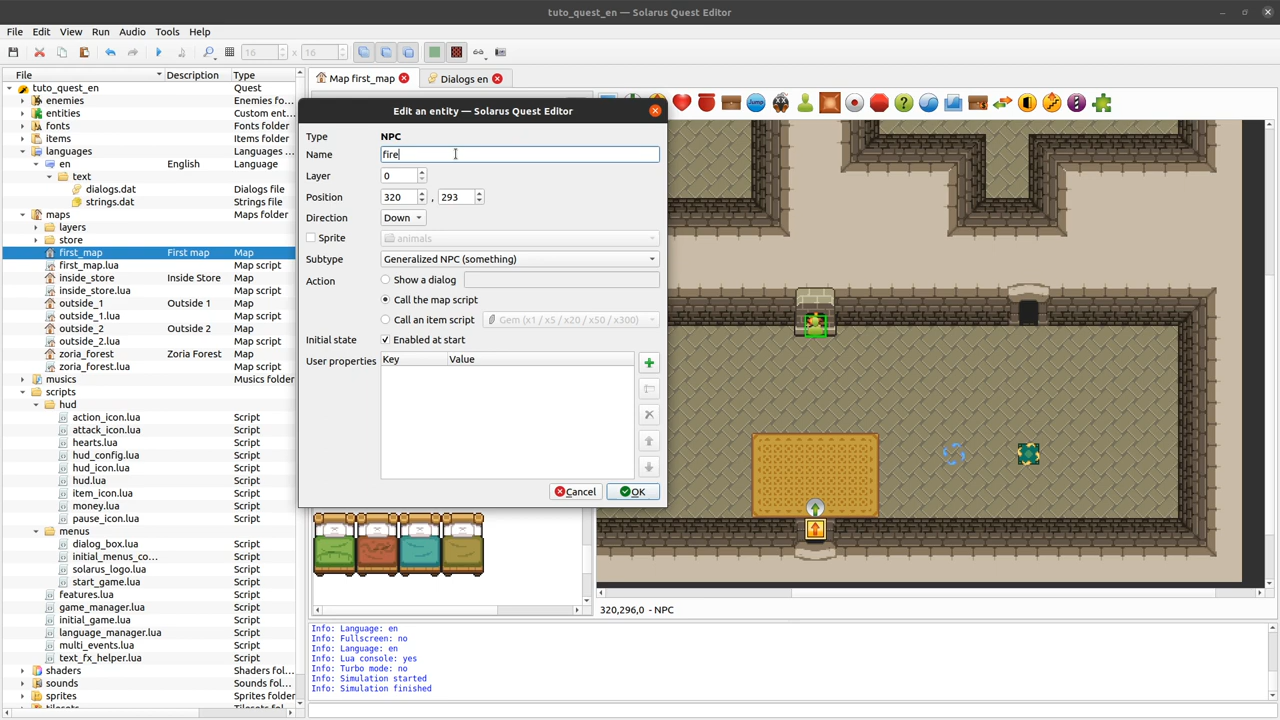 tuto_quest_en — Solarus Quest Editor
File Edit View Run Audio Tools Help
16 x 16
File Description Type
tuto_quest_en Quest
enemies Enemies fo...
entities Custom ent...
fonts Fonts folder
items Items folder
languages Languages ...
en English Language
text
dialogs.dat Dialogs file
strings.dat Strings file
maps Maps folder
layers
store
first_map First map Map
first_map.lua Map script
inside_store Inside Store Map
inside_store.lua Map script
outside_1 Outside 1 Map
outside_1.lua Map script
outside_2 Outside 2 Map
outside_2.lua Map script
zoria_forest Zoria Forest Map
zoria_forest.lua Map script
musics Musics folder
scripts
hud
action_icon.lua Script
attack_icon.lua Script
hearts.lua Script
hud_config.lua Script
hud_icon.lua Script
hud.lua Script
item_icon.lua Script
money.lua Script
pause_icon.lua Script
menus
dialog_box.lua Script
initial_menus_co... Script
solarus_logo.lua Script
start_game.lua Script
features.lua Script
game_manager.lua Script
initial_game.lua Script
language_manager.lua Script
multi_events.lua Script
text_fx_helper.lua Script
shaders Shaders fol...
sounds Sounds fold...
sprites Sprites folder
tilesets
Map first_map Dialogs en
Jump
Edit an entity — Solarus Quest Editor
Type NPC
Name fire
Layer 0
Position 320 , 293
Direction Down
Sprite animals
Subtype Generalized NPC (something)
Action Show a dialog
Call the map script
Call an item script Gem (x1 / x5 / x20 / x50 / x300)
Initial state Enabled at start
User properties Key Value
Cancel OK
320,296,0 - NPC
Info: Language: en
Info: Fullscreen: no
Info: Language: en
Info: Lua console: yes
Info: Turbo mode: no
Info: Simulation started
Info: Simulation finished